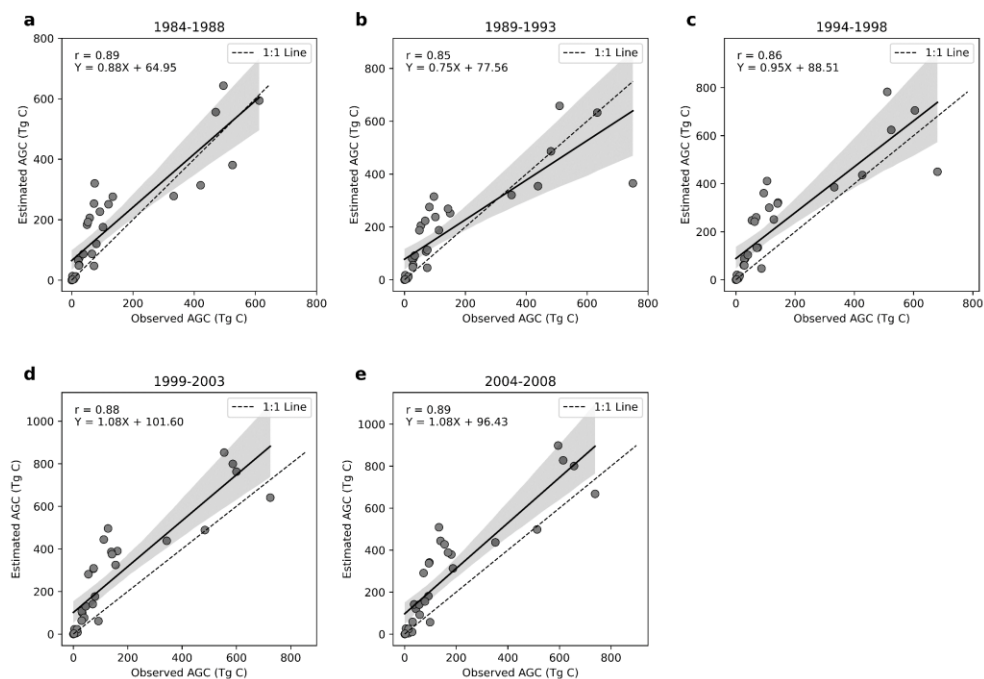 a
1984-1988
r = 0.89
Y = 0.88X + 64.95
1:1 Line
800
600
400
200
0
Estimated AGC (Tg C)
0 200 400 600 800
Observed AGC (Tg C)
b
1989-1993
r = 0.85
Y = 0.75X + 77.56
1:1 Line
800
600
400
200
0
Estimated AGC (Tg C)
0 200 400 600 800
Observed AGC (Tg C)
c
1994-1998
r = 0.86
Y = 0.95X + 88.51
1:1 Line
800
600
400
200
0
Estimated AGC (Tg C)
0 200 400 600 800
Observed AGC (Tg C)
d
1999-2003
r = 0.88
Y = 1.08X + 101.60
1:1 Line
1000
800
600
400
200
0
Estimated AGC (Tg C)
0 200 400 600 800
Observed AGC (Tg C)
e
2004-2008
r = 0.89
Y = 1.08X + 96.43
1:1 Line
1000
800
600
400
200
0
Estimated AGC (Tg C)
0 200 400 600 800
Observed AGC (Tg C)